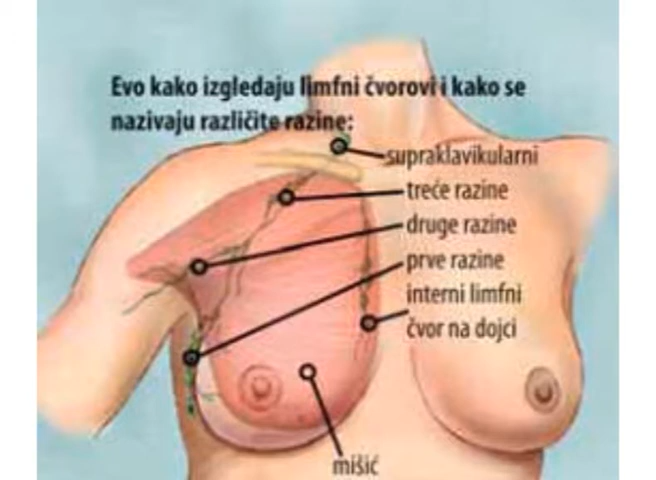 Evo kako izgledaju limfni čvorovi i kako se
nazivaju različite razine:
supraklavikularni
treće razine
druge razine
prve razine
interni limfni
čvor na dojci
mišić